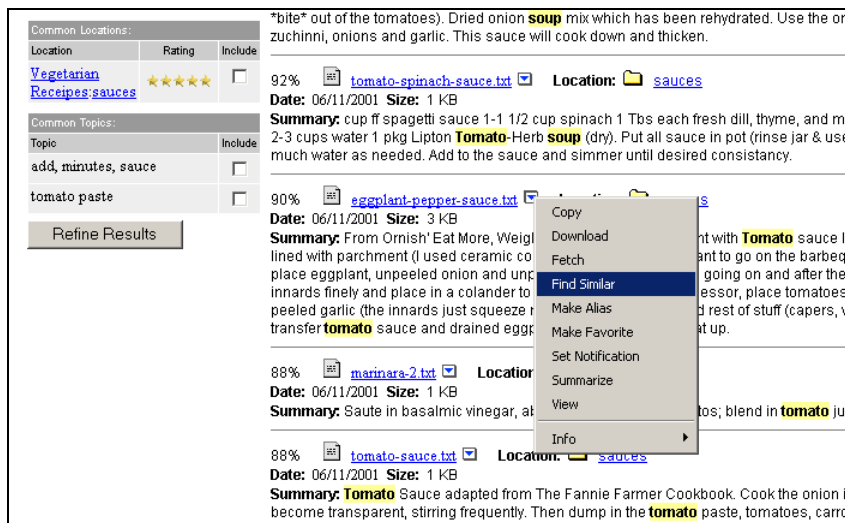 Common Locations:
Location Rating Include
Vegetarian
Receipes:sauces
Common Topics:
Topic Include
add, minutes, sauce
tomato paste
Refine Results
*bite* out of the tomatoes). Dried onion soup mix which has been rehydrated. Use the or
zuchinni, onions and garlic. This sauce will cook down and thicken.
92% tomato-spinach-sauce.txt Location: sauces
Date: 06/11/2001 Size: 1 KB
Summary: cup ff spagetti sauce 1-1 1/2 cup spinach 1 Tbs each fresh dill, thyme, and m
2-3 cups water 1 pkg Lipton Tomato-Herb soup (dry). Put all sauce in pot (rinse jar & use
much water as needed. Add to the sauce and simmer until desired consistancy.
90% eggplant-pepper-sauce.txt
Date: 06/11/2001 Size: 3 KB
Summary: From Ornish' Eat More, Weigl nt with Tomato sauce l
lined with parchment (I used ceramic co ant to go on the barbeq
place eggplant, unpeeled onion and unp going on and after the
innards finely and place in a colander to essor, place tomatoes
peeled garlic (the innards just squeeze d rest of stuff (capers, v
transfer tomato sauce and drained eggp at up.
Copy
Download
Fetch
Find Similar
Make Alias
Make Favorite
Set Notification
Summarize
View
Info
88% marinara-2.txt Location
Date: 06/11/2001 Size: 1 KB
Summary: Saute in basalmic vinegar, ab tos; blend in tomato ju
88% tomato-sauce.txt Location: sauces
Date: 06/11/2001 Size: 1 KB
Summary: Tomato Sauce adapted from The Fannie Farmer Cookbook. Cook the onion i
become transparent, stirring frequently. Then dump in the tomato paste, tomatoes, carro